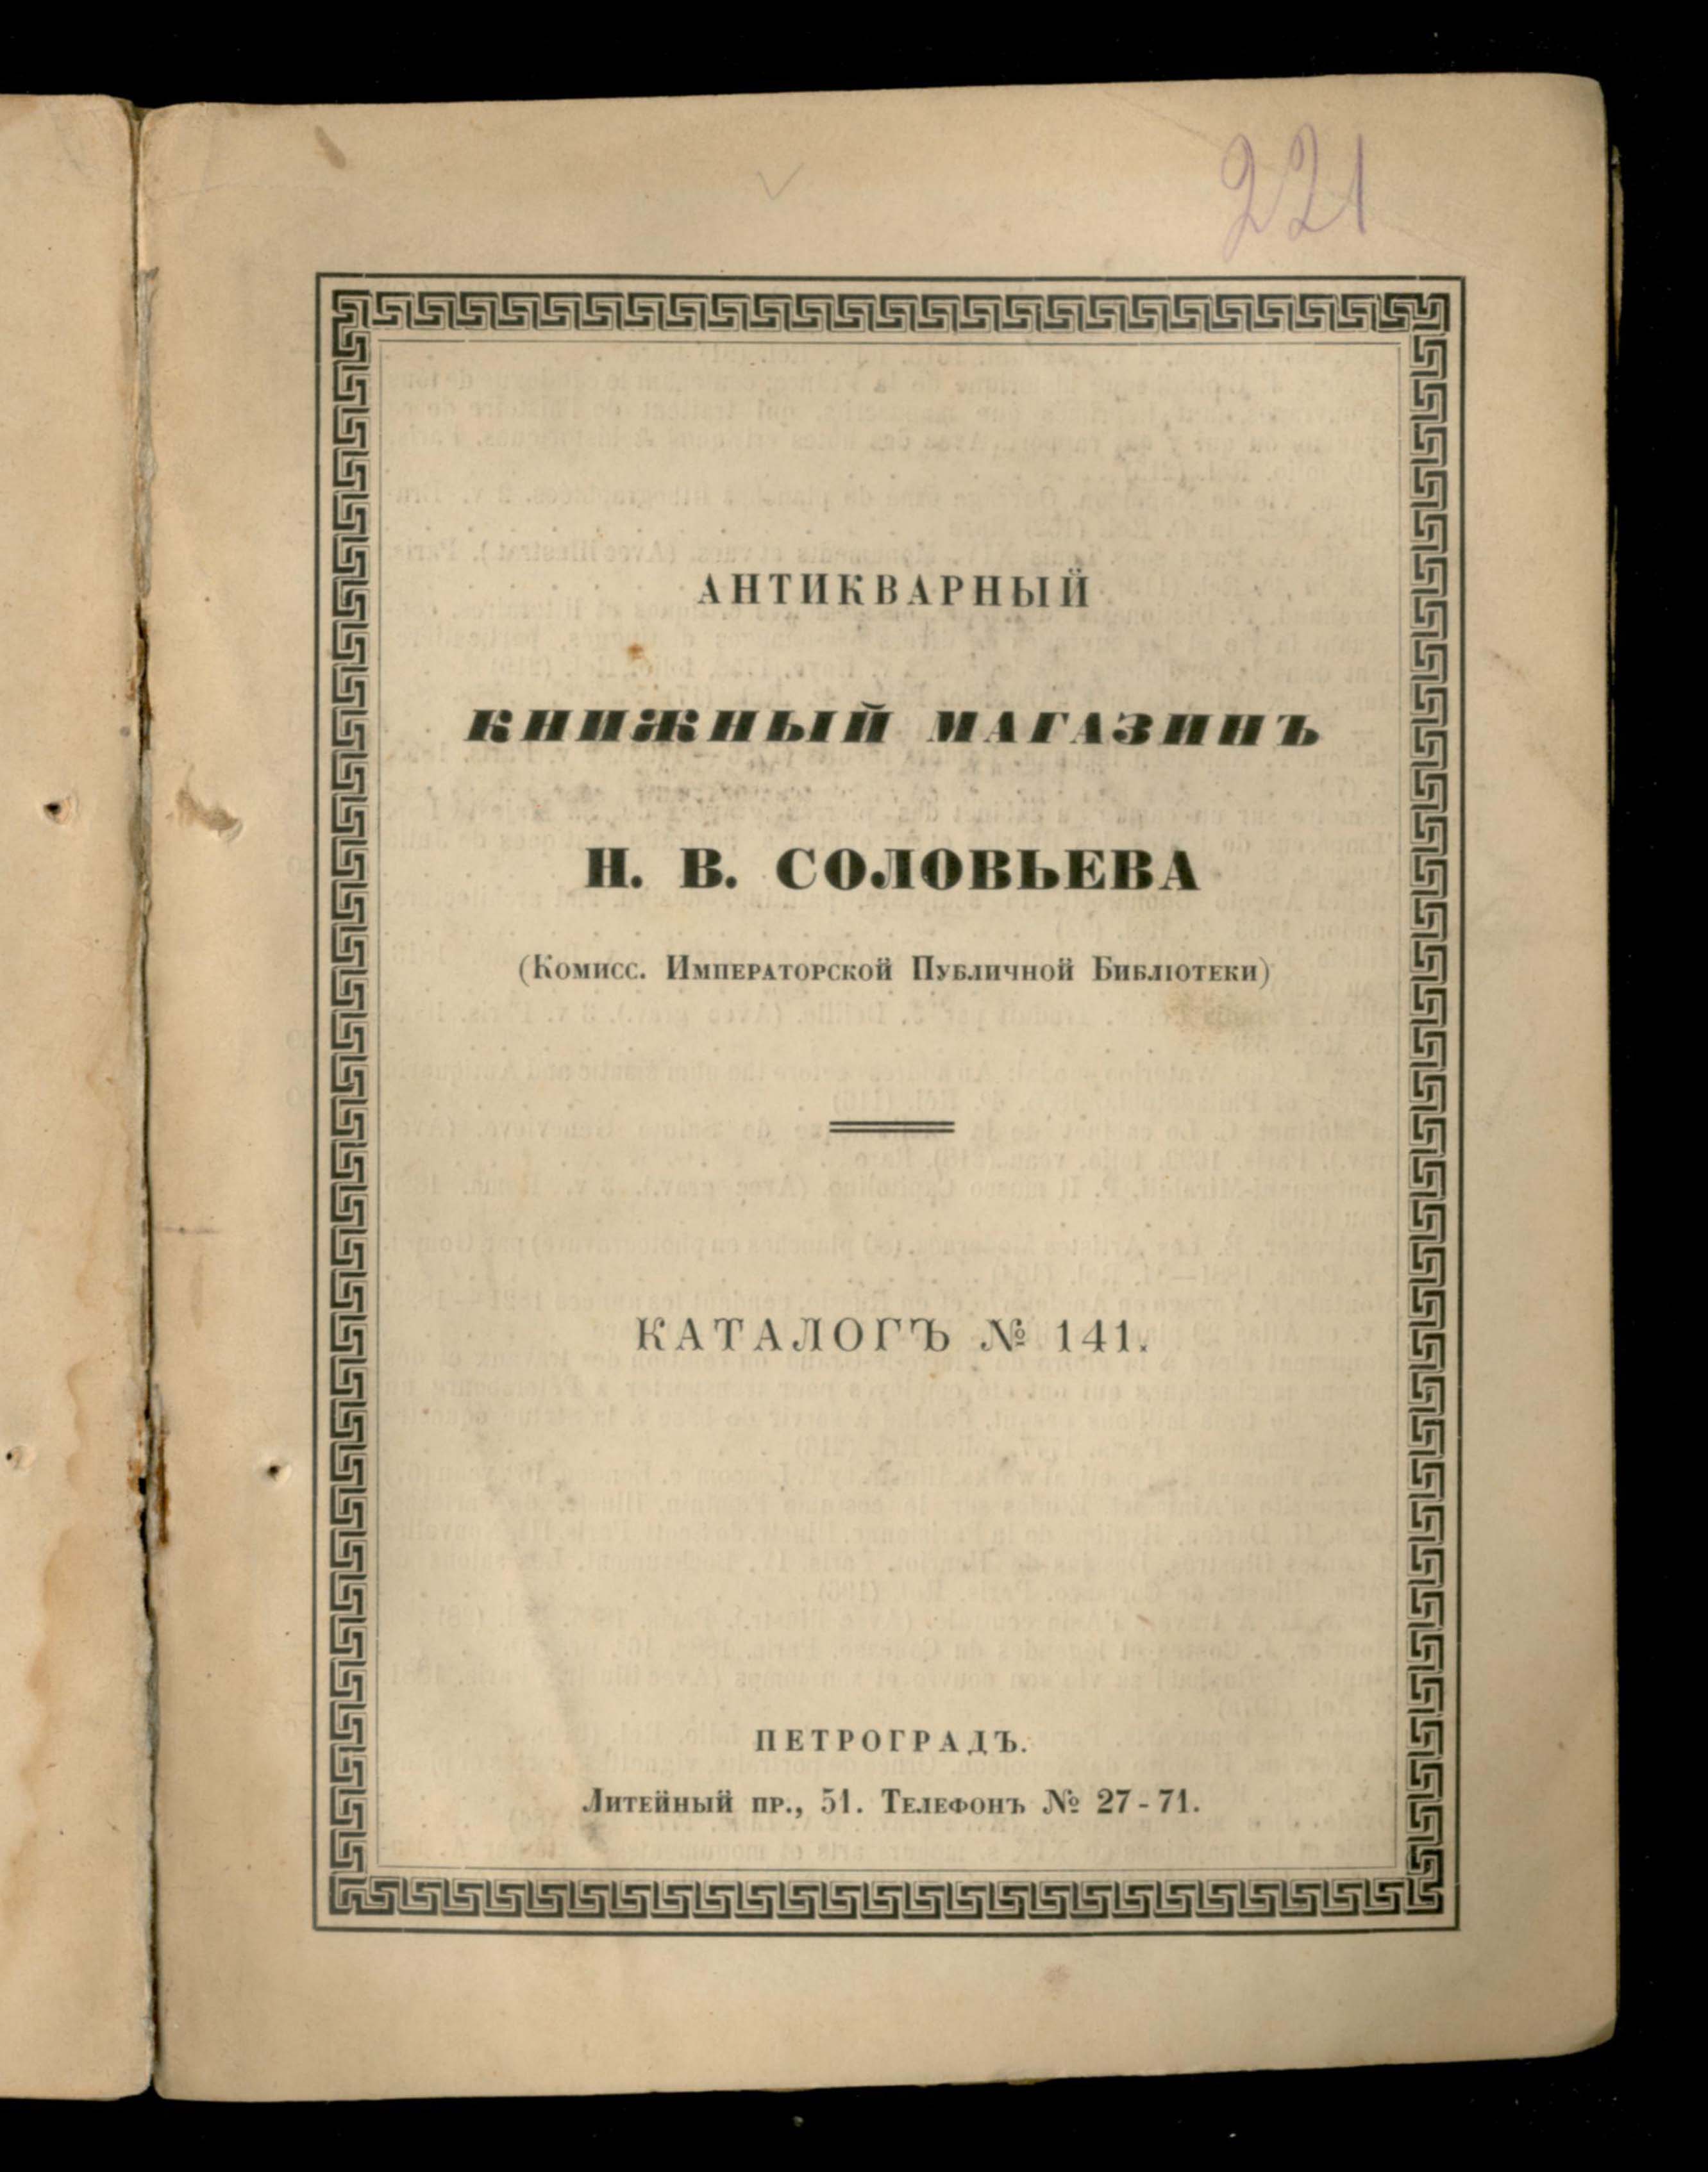 221
АНТИКВАРНЫЙ
КНИЖНЫЙ МАГАЗИНЪ
Н. В. СОЛОВЬЕВА
(Комисс. Императорской Публичной Библіотеки)
КАТАЛОГЪ № 141.
ПЕТРОГРАДЪ.
Литейный пр., 51. Телефонъ № 27-71.